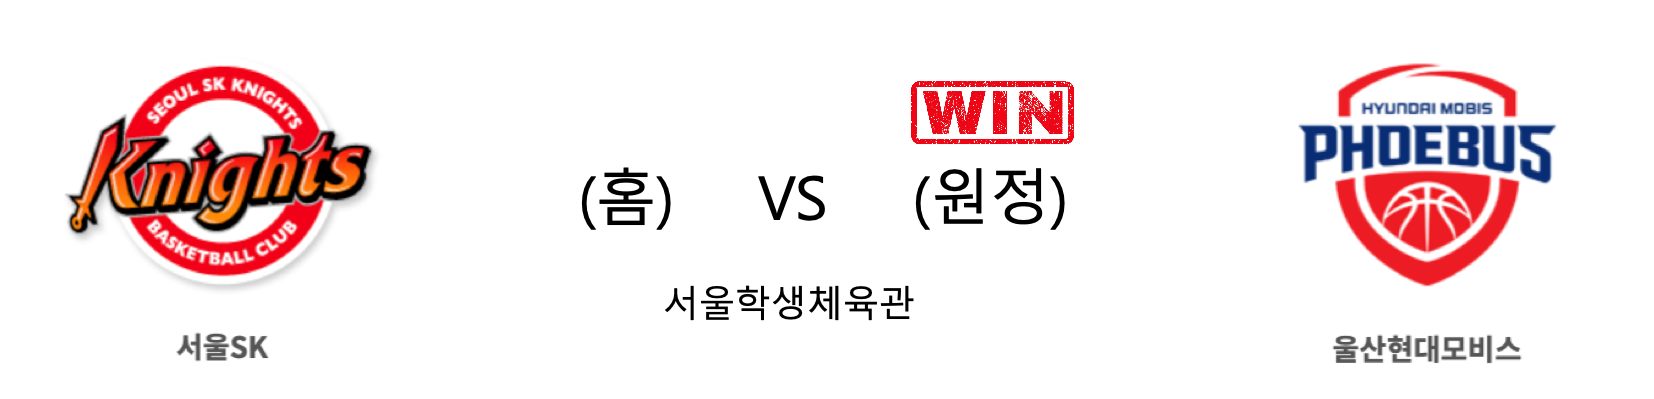 SEOUL SK KNIGHTS
Knights
BASKETBALL CLUB
서울SK
WIN
(홈) VS (원정)
서울학생체육관
HYUNDAI MOBIS
PHOEBUS
울산현대모비스